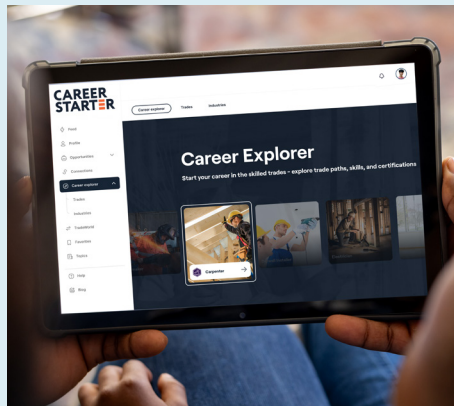 CAREER
STARTER
Career explorer
Trades
Industries
Feed
Profile
Opportunities
Connections
Career explorer
Trades
Industries
TradeWorld
Favorites
Topics
Help
Blog
Career Explorer
Start your career in the skilled trades - explore trade paths, skills, and certifications
Carpenter